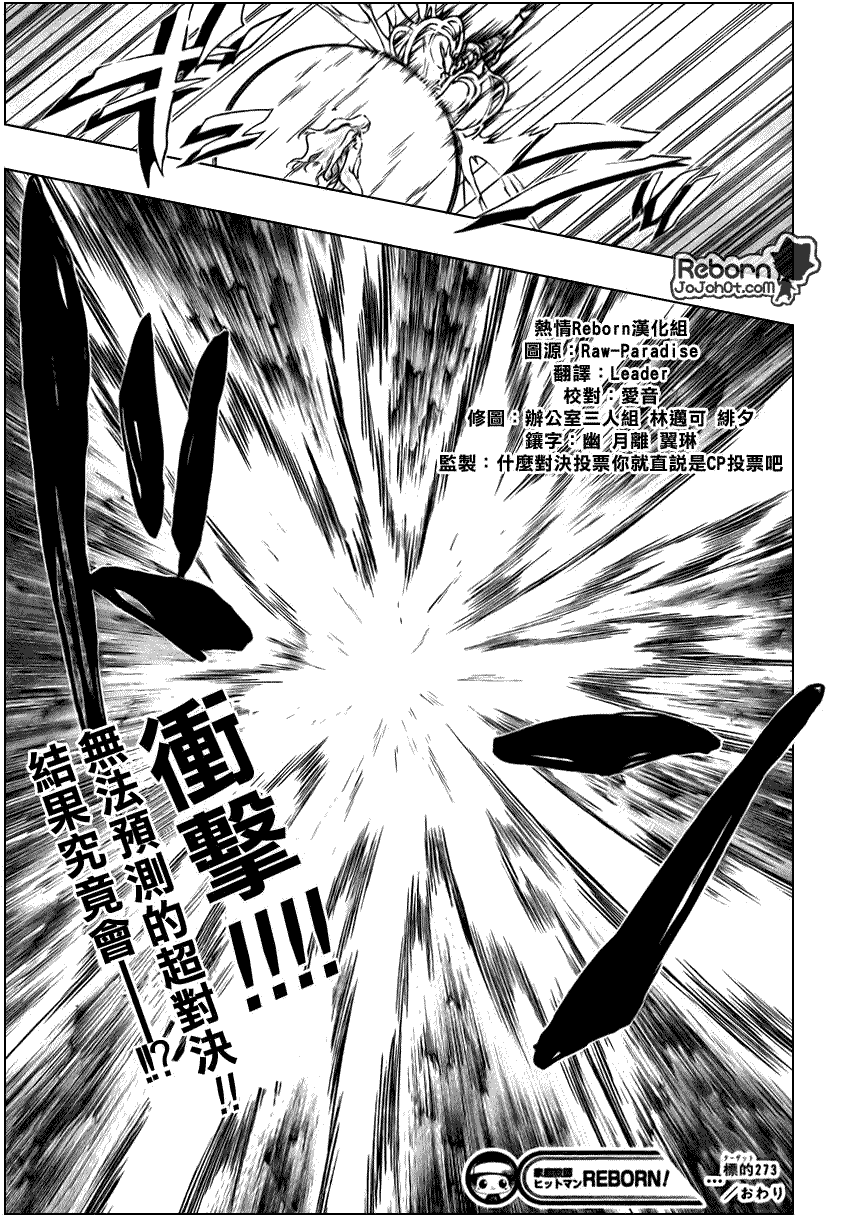 Reborn
JoJohOt.com
熱情Reborn漢化組
圖源：Raw-Paradise
翻譯：Leader
校對：愛音
修圖：辦公室三人組 林邁可 緋夕
鑲字：幽 月離 翼琳
監製：什麼對決投票你就直説是CP投票吧
ドン
衝擊!!!!
無法預測的超對決!!
結果究竟會——!!?
家庭教師
ヒットマンREBORN!
ターゲット
…標的273
／おわり